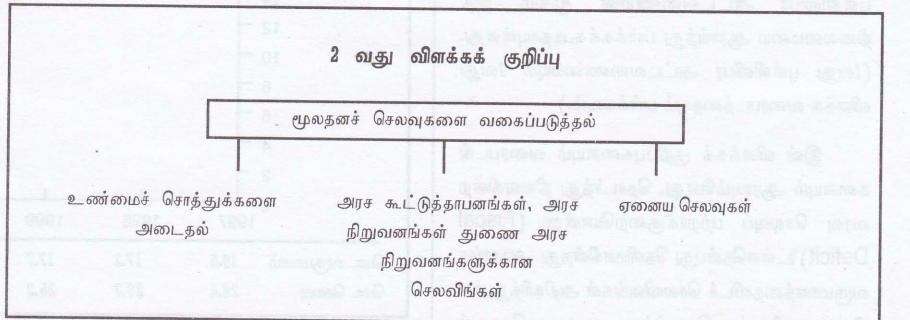 2 வது விளக்கக் குறிப்பு
மூலதனச் செலவுகளை வகைப்படுத்தல்
உண்மைச் சொத்துக்களை
அடைதல்
அரச கூட்டுத்தாபனங்கள், அரச
நிறுவனங்கள் துணை அரச
நிறுவனங்களுக்கான
செலவிங்கள்
ஏனைய செலவுகள்